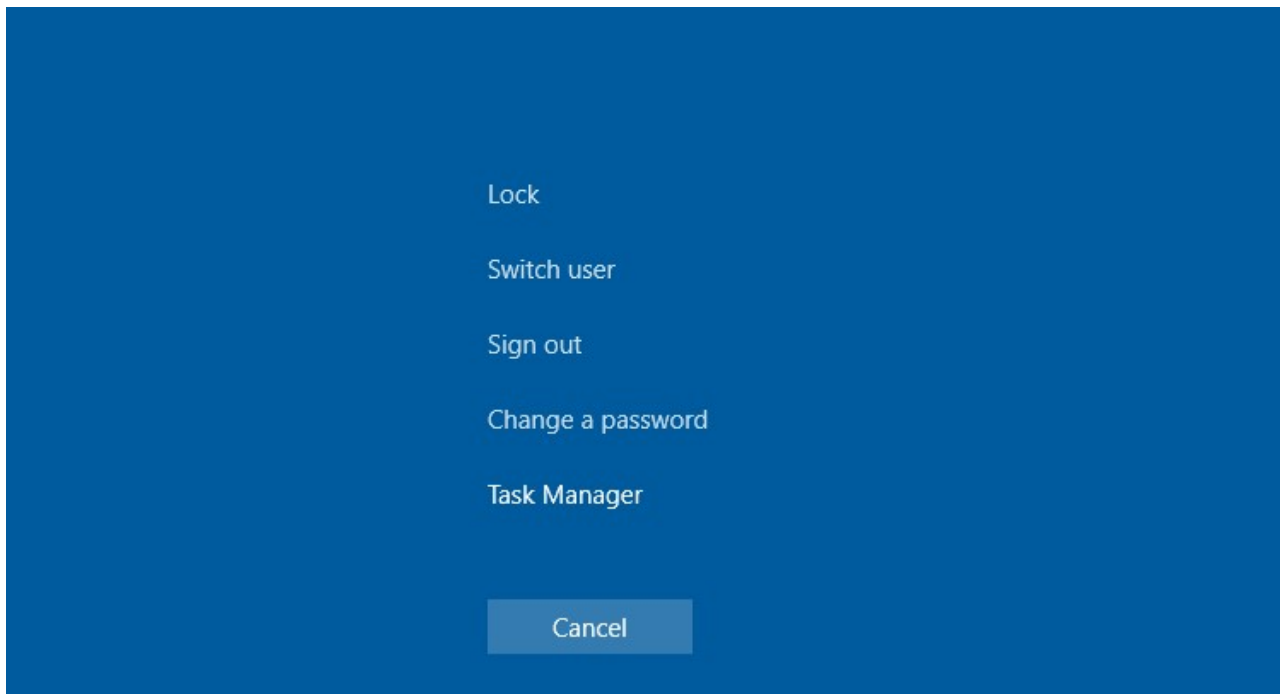 Lock
Switch user
Sign out
Change a password
Task Manager
Cancel